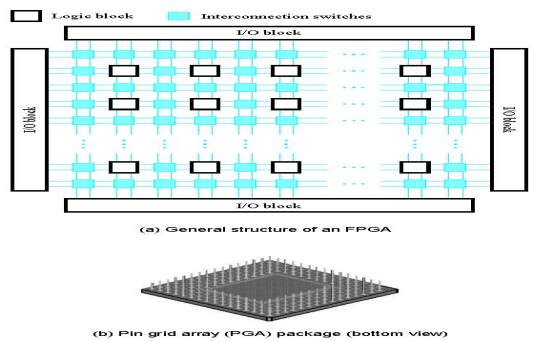 Logic block
Interconnection switches
I/O block
I/O block
I/O block
I/O block
(a) General structure of an FPGA
(b) Pin grid array (PGA) package (bottom view)